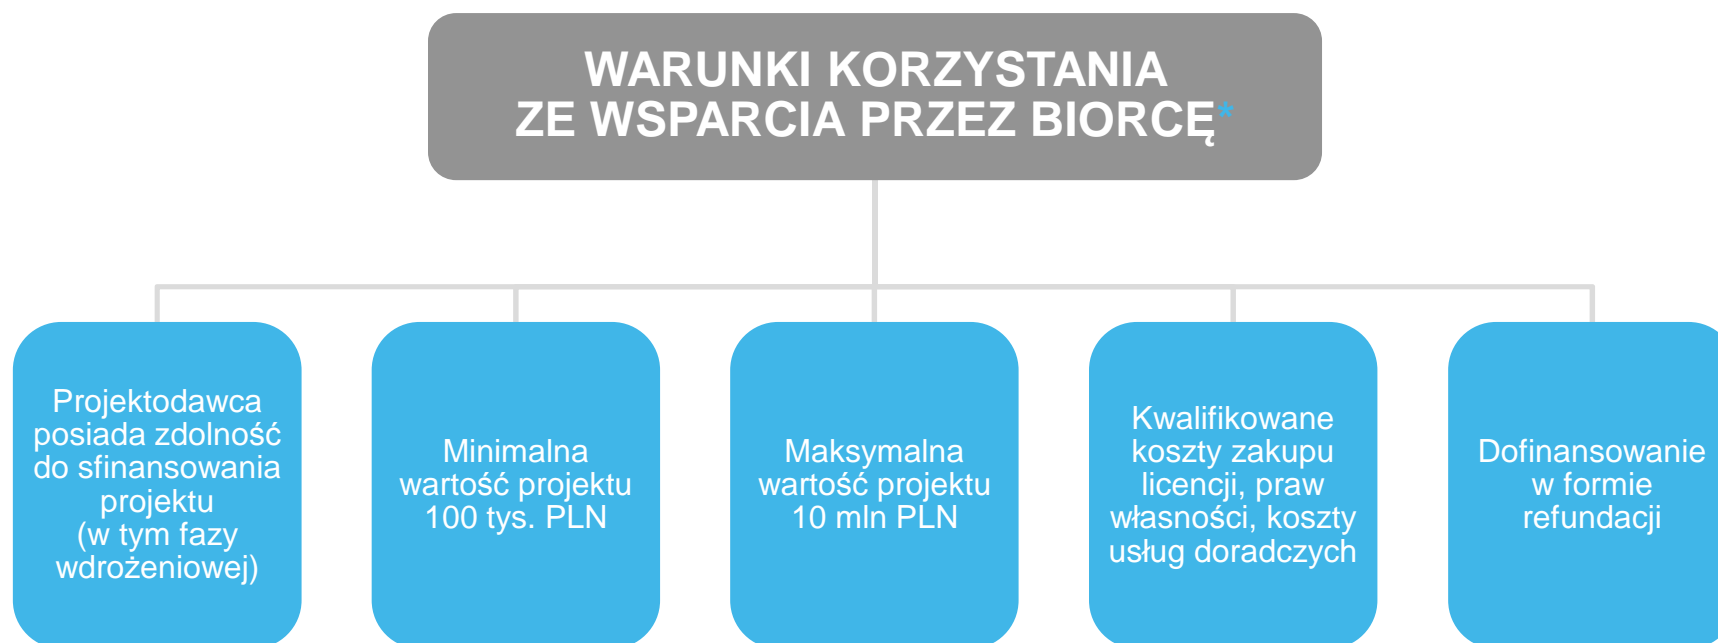 WARUNKI KORZYSTANIA
ZE WSPARCIA PRZEZ BIORCĘ*
Projektodawca
posiada zdolność
do sfinansowania
projektu
(w tym fazy
wdrożeniowej)
Minimalna
wartość projektu
100 tys. PLN
Maksymalna
wartość projektu
10 mln PLN
Kwalifikowane
koszty zakupu
licencji, praw
własności, koszty
usług doradczych
Dofinansowanie
w formie
refundacji